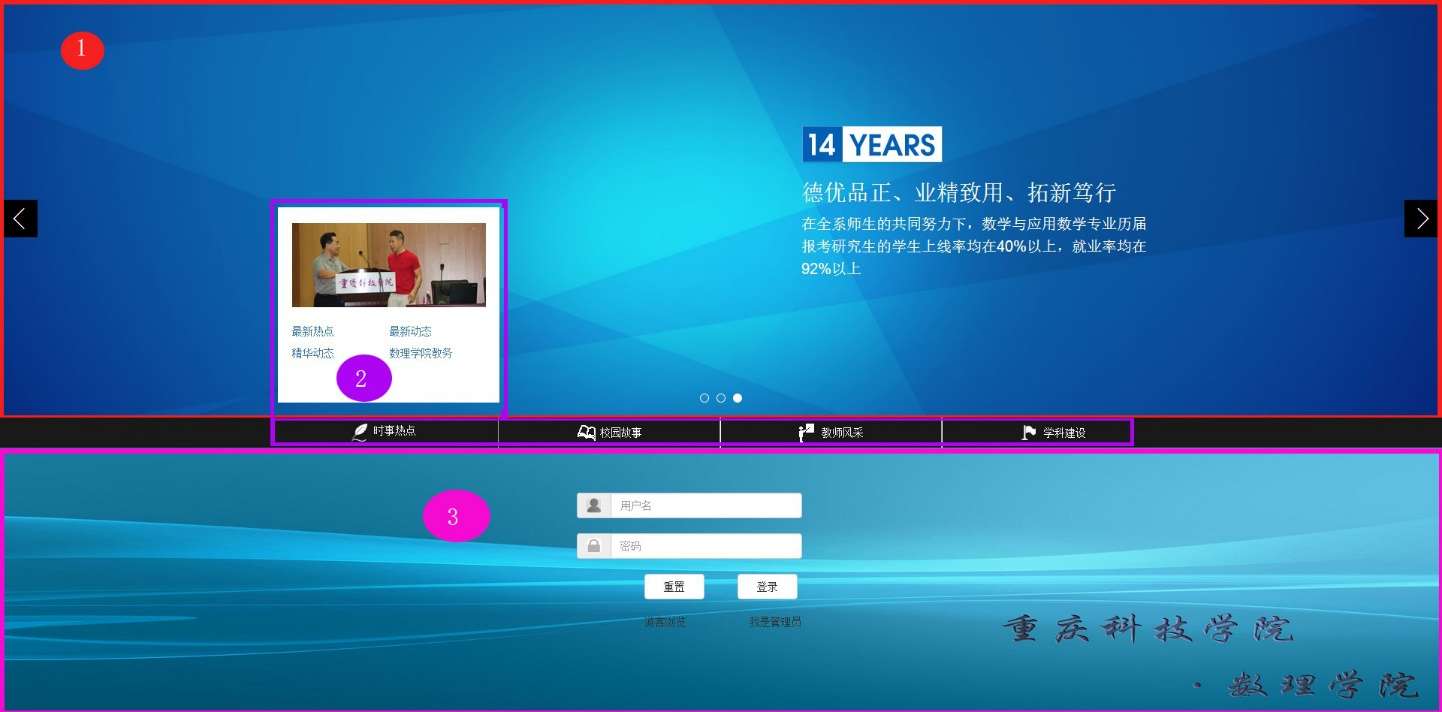 1
14 YEARS
德优品正、业精致用、拓新笃行
在全系师生的共同努力下，数学与应用数学专业历届
报考研究生的学生上线率均在40%以上，就业率均在
92%以上
重庆科技学院
最新热点 最新动态
精华动态 数理学院教务
2
时事热点 校园故事 教师风采 学科建设
3
用户名
密码
重置 登录
游客浏览 我是管理员
重庆科技学院
·数理学院